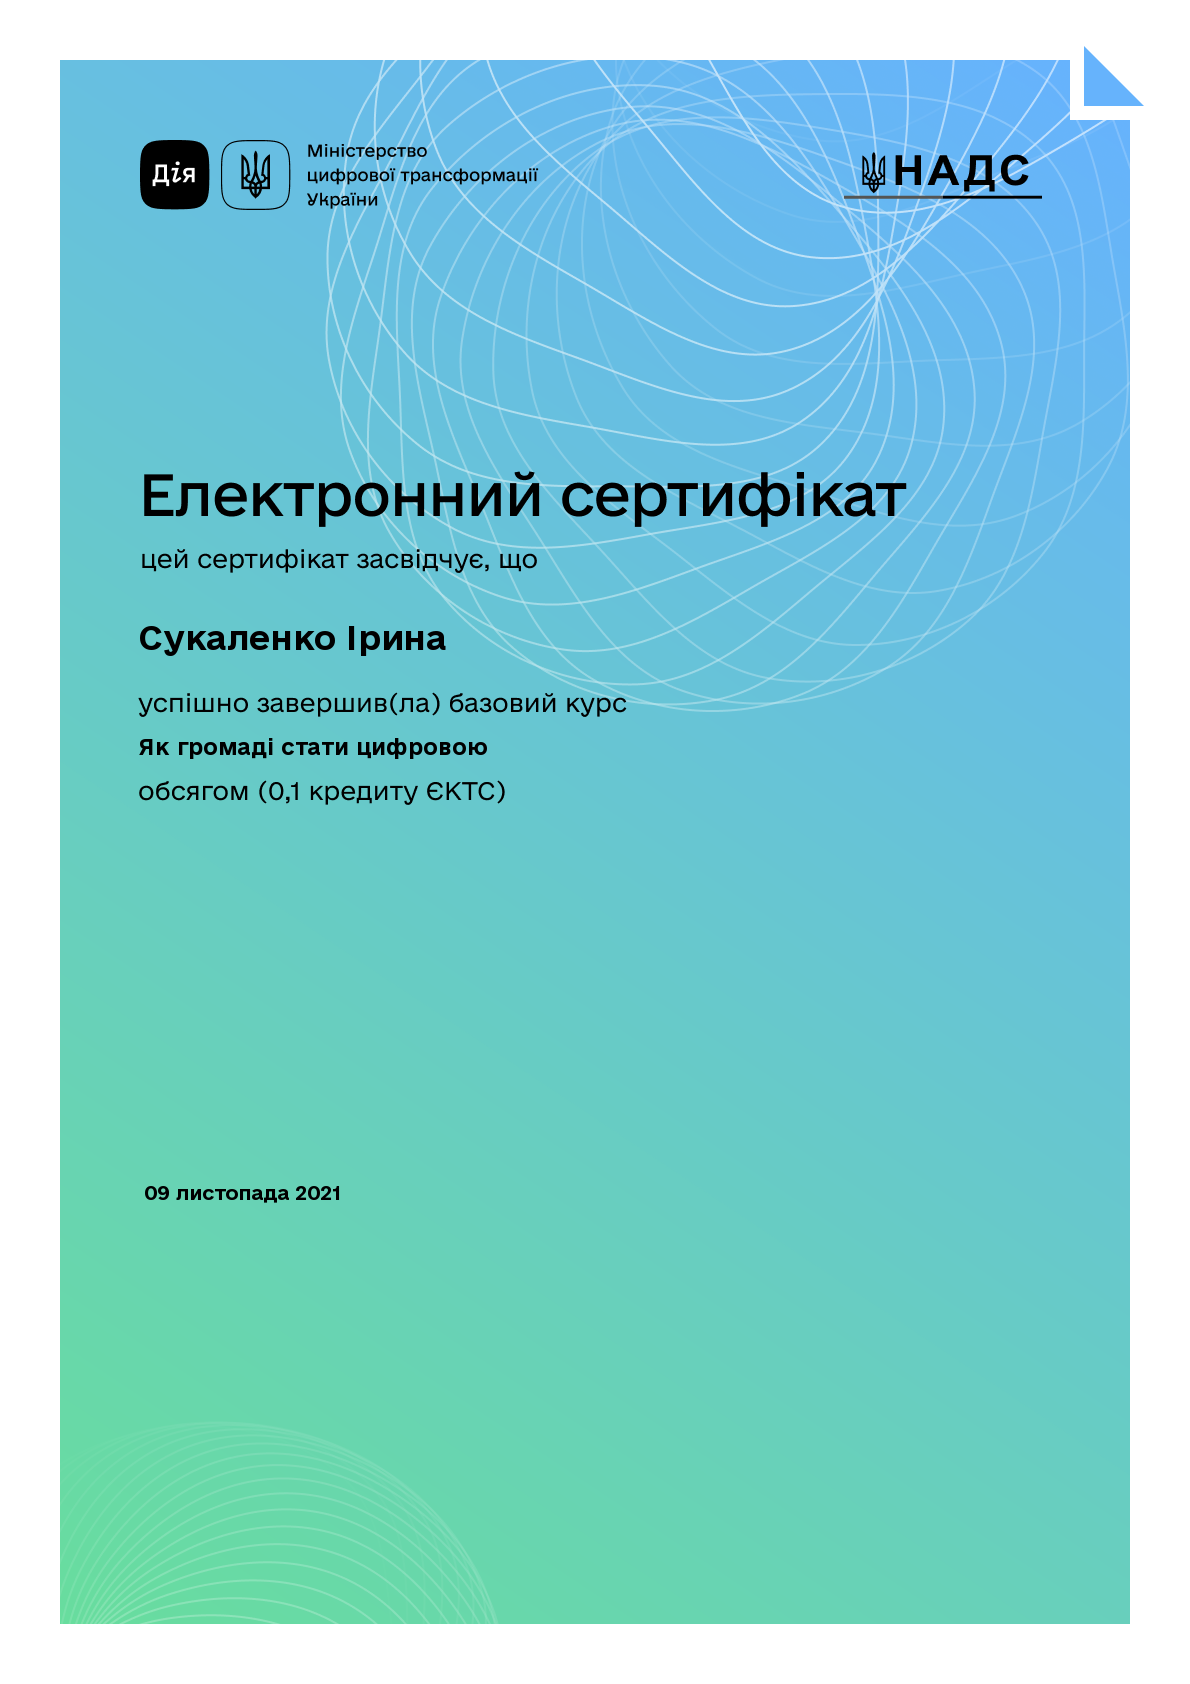 Дія
Міністерство
цифрової трансформації
України
НАДС
Електронний сертифікат
цей сертифікат засвідчує, що
Сукаленко Ірина
успішно завершив(ла) базовий курс
Як громаді стати цифровою
обсягом (0,1 кредиту ЄКТС)
09 листопада 2021